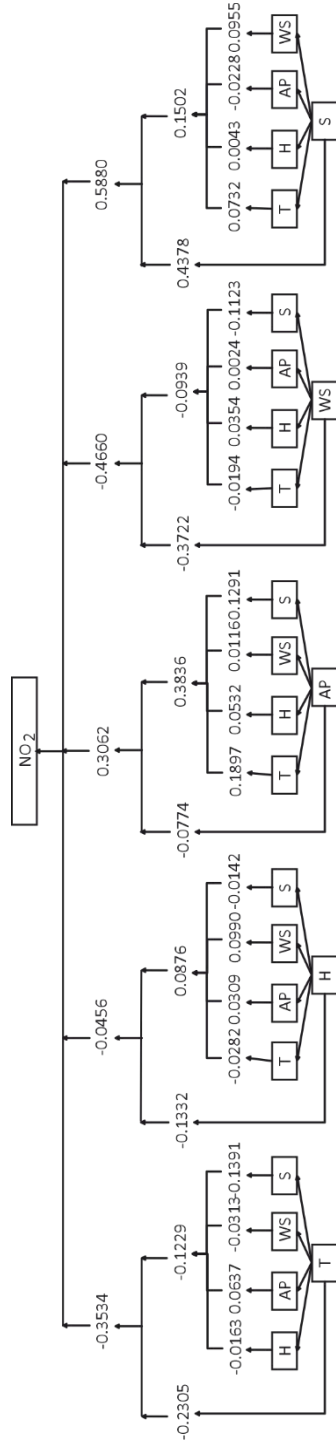 NO2
-0.3534 -0.0456 0.3062 -0.4660 0.5880
-0.2305 -0.1229 -0.1332 0.0876 -0.0774 0.3836 -0.3722 -0.0939 0.4378 0.1502
-0.0163 0.0637 -0.0313 -0.1391 -0.0282 0.0309 0.0990 -0.0142 0.1897 0.0532 0.0116 0.1291 -0.0194 0.0354 0.0024 -0.1123 0.0732 0.0043 -0.0228 0.0955
H AP WS S T AP WS S T H WS S T H AP S T H AP WS
T H AP WS S